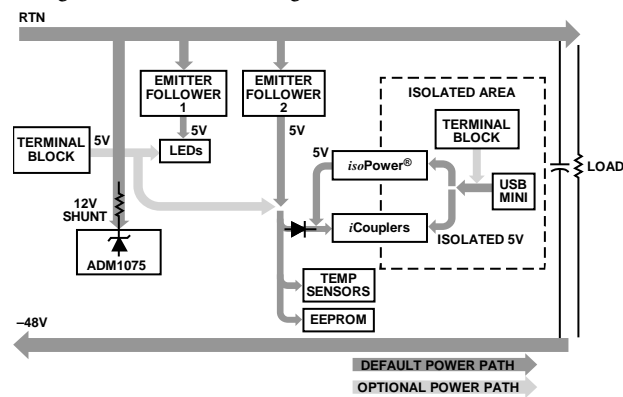 RTN
EMITTER
FOLLOWER
1
EMITTER
FOLLOWER
2
ISOLATED AREA
TERMINAL
BLOCK
5V
5V
LEDs
5V
TERMINAL
BLOCK
5V
isoPower®
USB
MINI
LOAD
12V
SHUNT
iCouplers
ISOLATED 5V
ADM1075
TEMP
SENSORS
EEPROM
–48V
DEFAULT POWER PATH
OPTIONAL POWER PATH